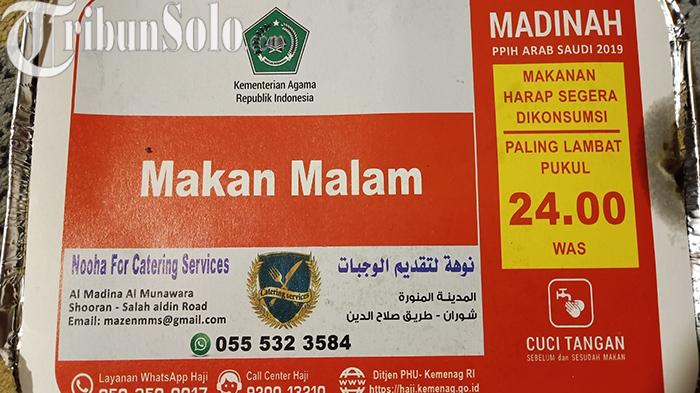 TribunSolo
Kementerian Agama
Republik Indonesia
Makan Malam
MADINAH
PPIH ARAB SAUDI 2019
MAKANAN
HARAP SEGERA
DIKONSUMSI
PALING LAMBAT
PUKUL
24.00
WAS
Nooha For Catering Services
Al Madina Al Munawara
Shooran - Salah aldin Road
Email: mazenmms@gmail.com
Catering services
نوهة لتقديم الوجبات
المدينة المنورة
شوران - طريق صلاح الدين
055 532 3584
CUCI TANGAN
SEBELUM dan SESUDAH MAKAN
Layanan WhatsApp Haji
Call Center Haji
Ditjen PHU- Kemenag RI
https://haji.kemenag.go.id